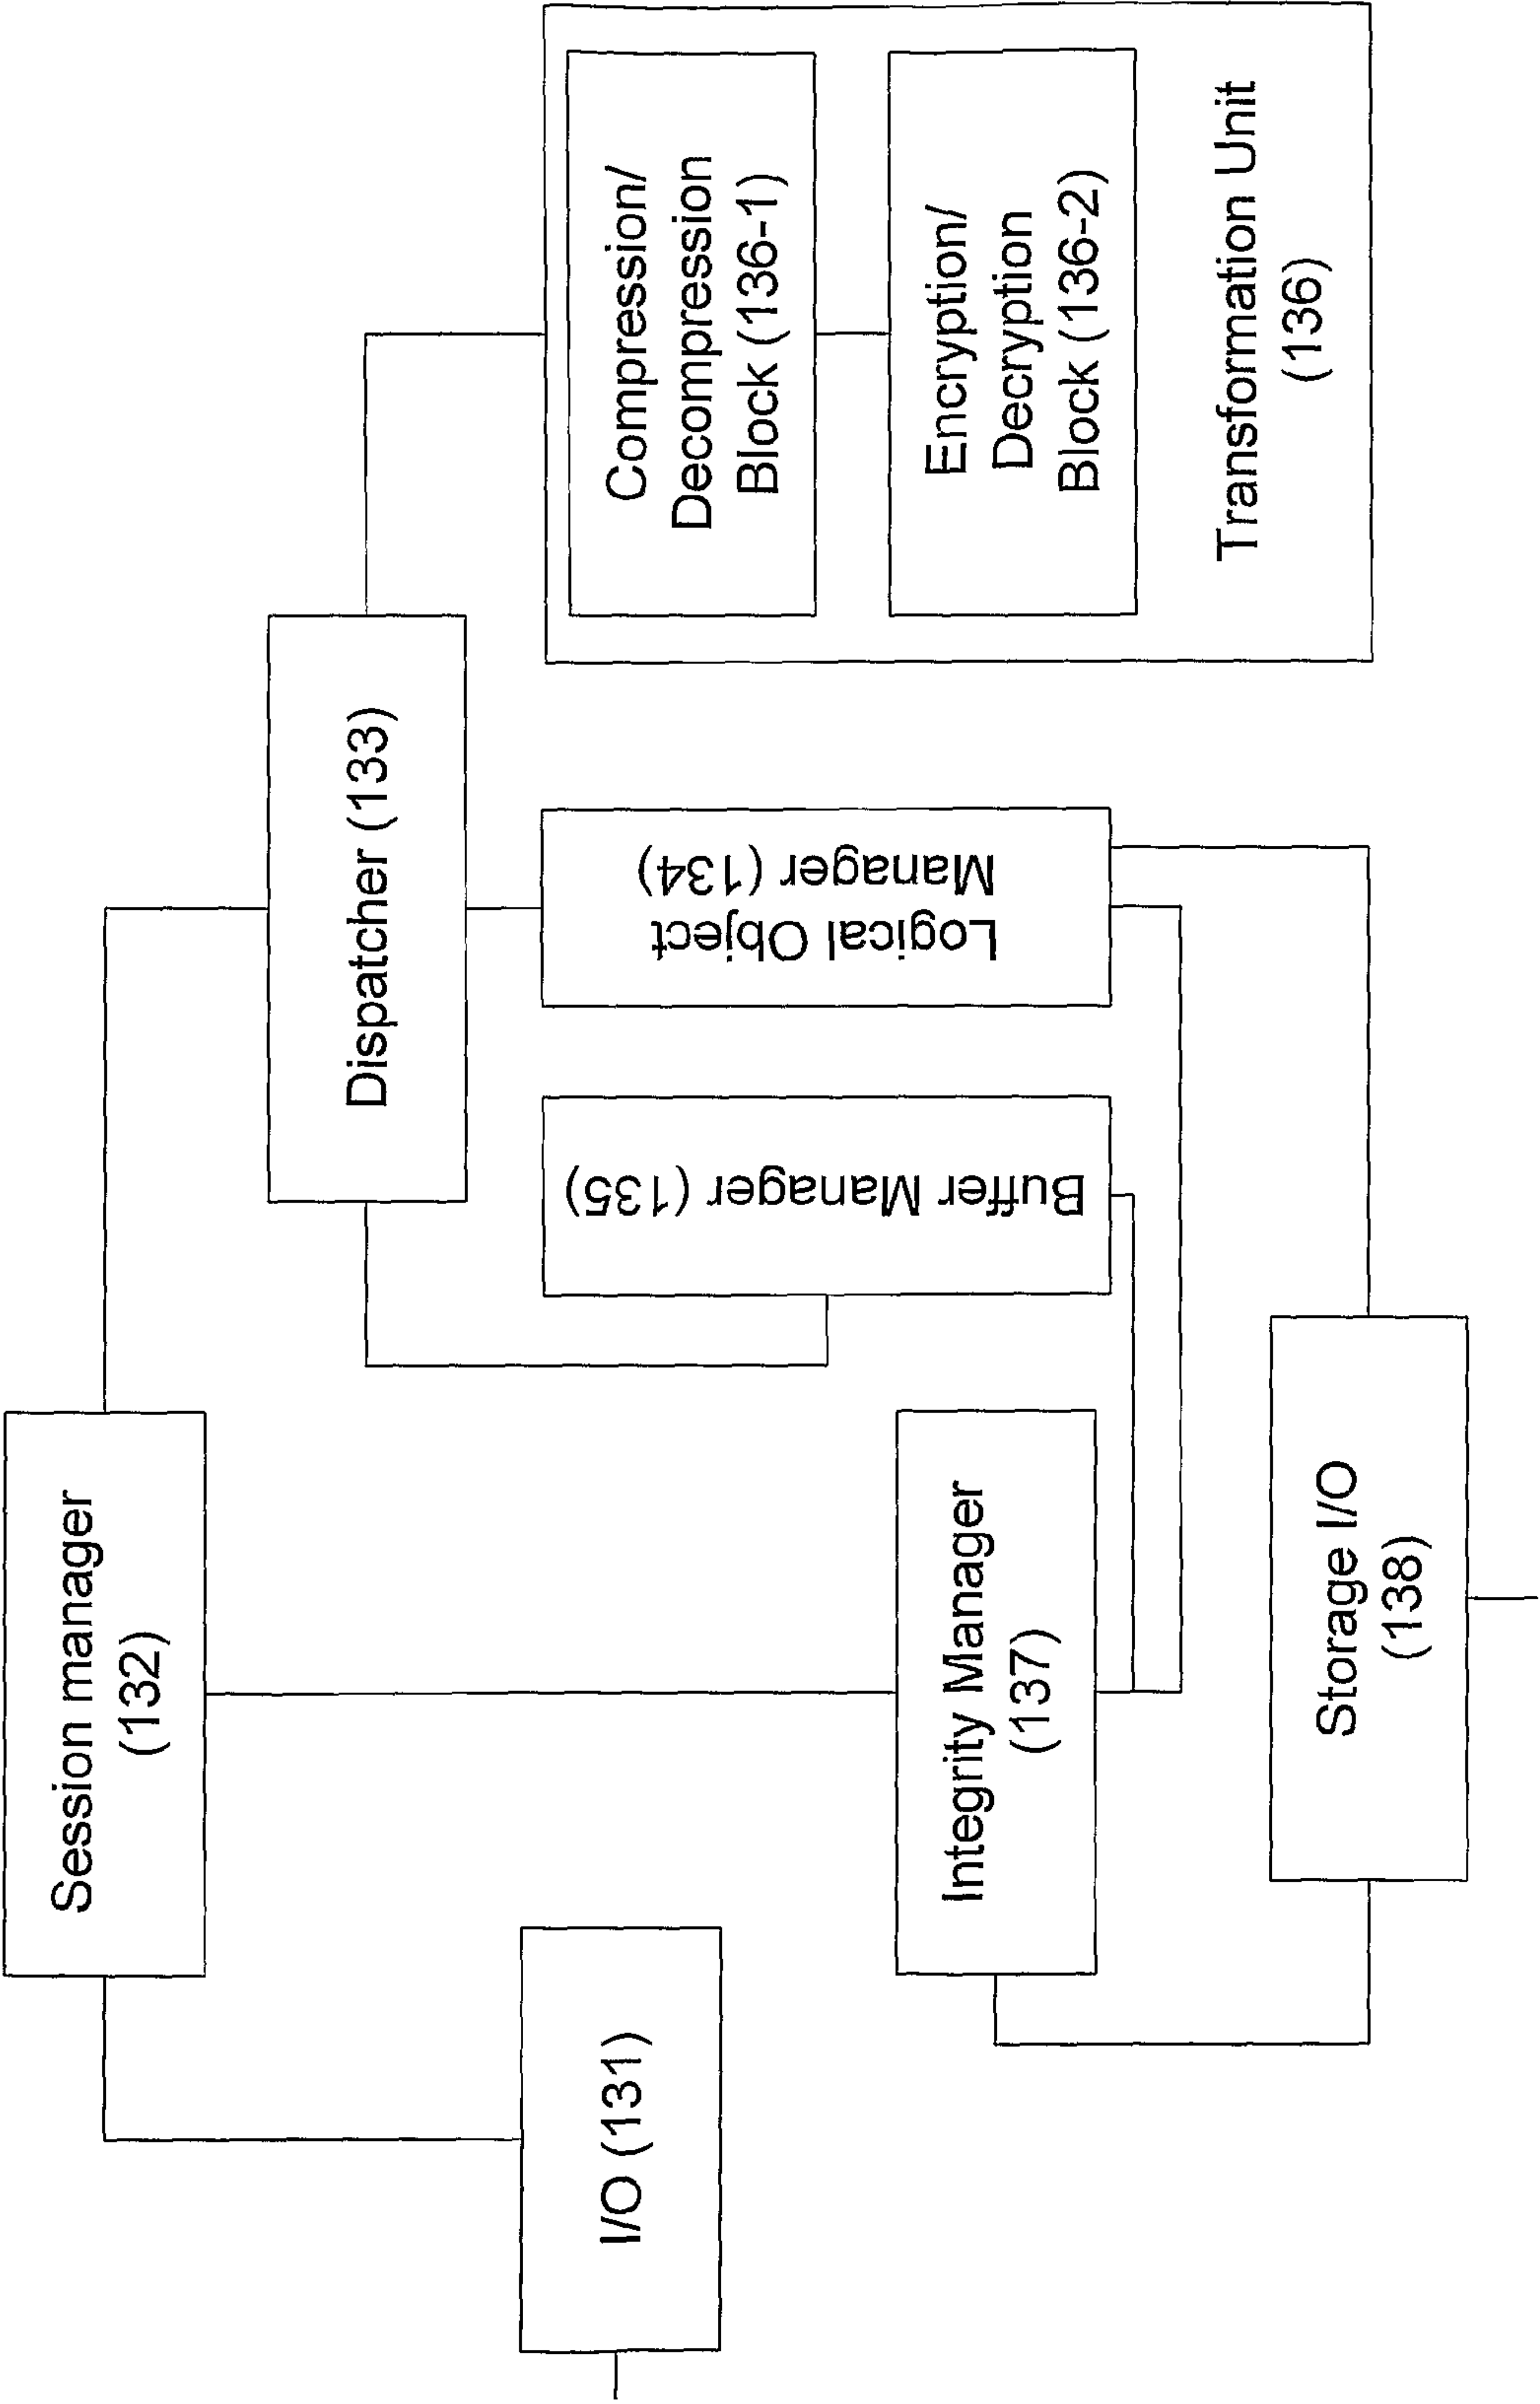 Session manager
(132)
Dispatcher (133)
I/O (131)
Buffer Manager (135)
Logical Object
Manager (134)
Compression/
Decompression
Block (136-1)
Encryption/
Decryption
Block (136-2)
Transformation Unit
(136)
Integrity Manager
(137)
Storage I/O
(138)